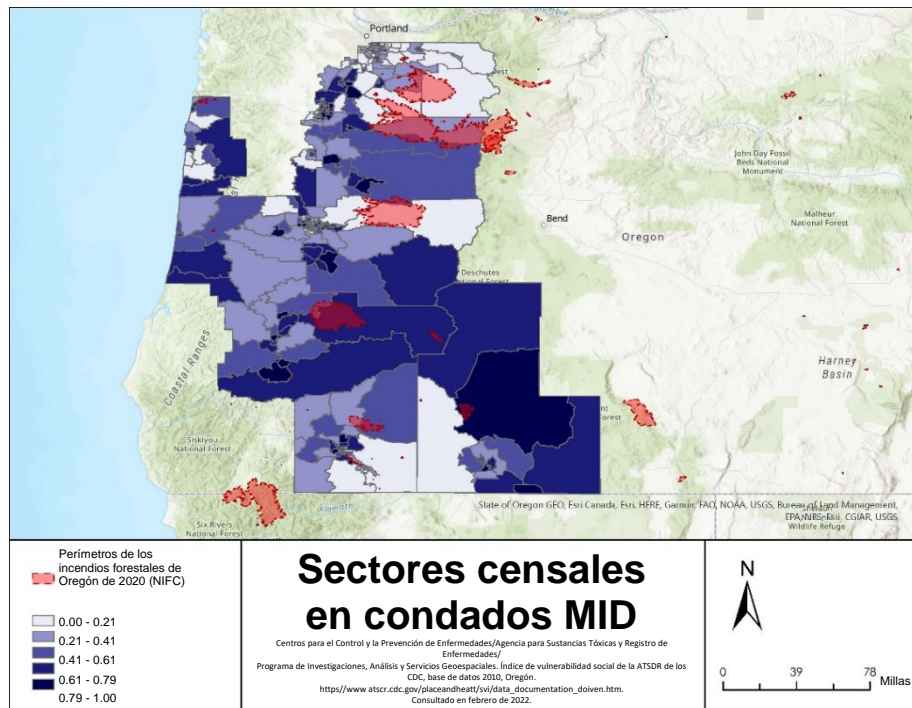 Portland
Columbia
John Day Fossil
Beds National
Monument
Malheur
National Forest
Bend
Oregon
Deschutes
National Forest
Harney
Basin
Coastal Ranges
Siskiyou
National Forest
Klamath
Six Rivers
National Forest
State of Oregon GEO, Esri Canada, Esri, HERE, Garmin, FAO, NOAA, USGS, Bureau of Land Management,
EPA, NPS, Esri, CGIAR, USGS
Wildlife Refuge
Perímetros de los
incendios forestales de
Oregón de 2020 (NIFC)
0.00 - 0.21
0.21 - 0.41
0.41 - 0.61
0.61 - 0.79
0.79 - 1.00
Sectores censales
en condados MID
Centros para el Control y la Prevención de Enfermedades/Agencia para Sustancias Tóxicas y Registro de
Enfermedades/
Programa de Investigaciones, Análisis y Servicios Geoespaciales. Índice de vulnerabilidad social de la ATSDR de los
CDC, base de datos 2010, Oregón.
https//www atscr.cdc.gov/placeandheatt/svi/data_documentation_doiven.htm.
Consultado en febrero de 2022.
N
0 39 78
Millas